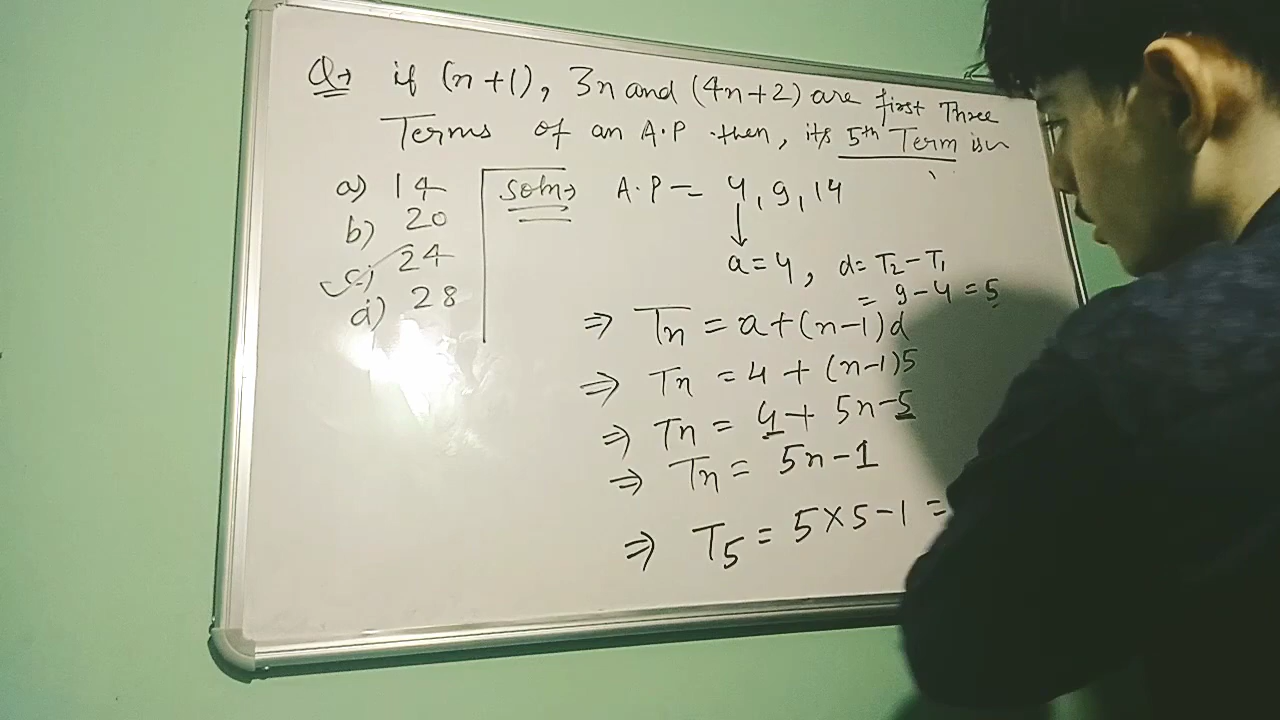 Q→ if (n+1), 3n and (4n+2) are first Three
Terms of an A.P then, its 5th Term is
a) 14
b) 20
c) 24
d) 28
Soln→ A.P = 4, 9, 14
↓
a = 4, d = T₂ - T₁
= 9 - 4 = 5
⇒ Tn = a + (n-1)d
⇒ Tn = 4 + (n-1)5
⇒ Tn = 4 + 5n - 5
⇒ Tn = 5n - 1
⇒ T₅ = 5×5-1 =